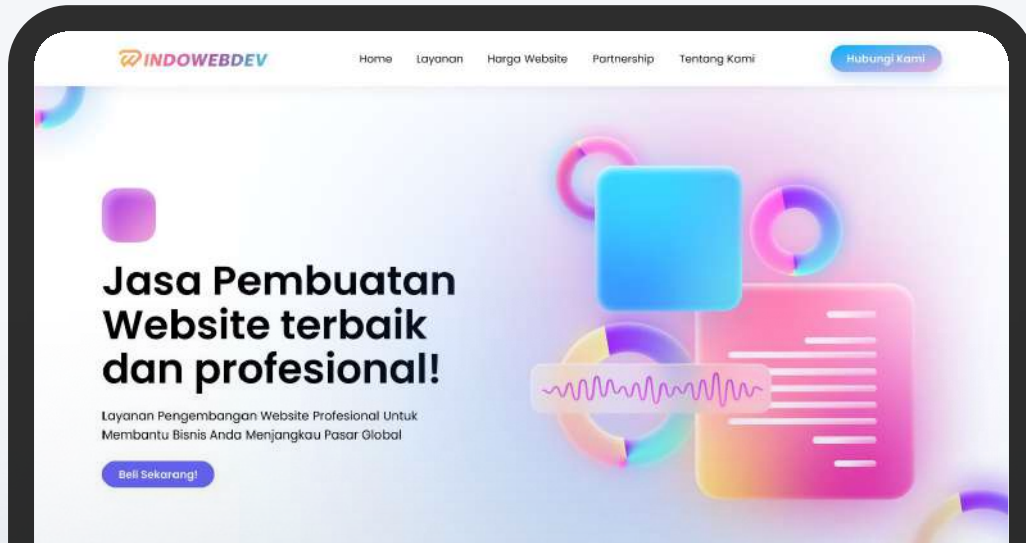 WINDOWEBDEV
Home Layanan Harga Website Partnership Tentang Kami Hubungi Kami
Jasa Pembuatan
Website terbaik
dan profesional!
Layanan Pengembangan Website Profesional Untuk
Membantu Bisnis Anda Menjangkau Pasar Global
Beli Sekarang!